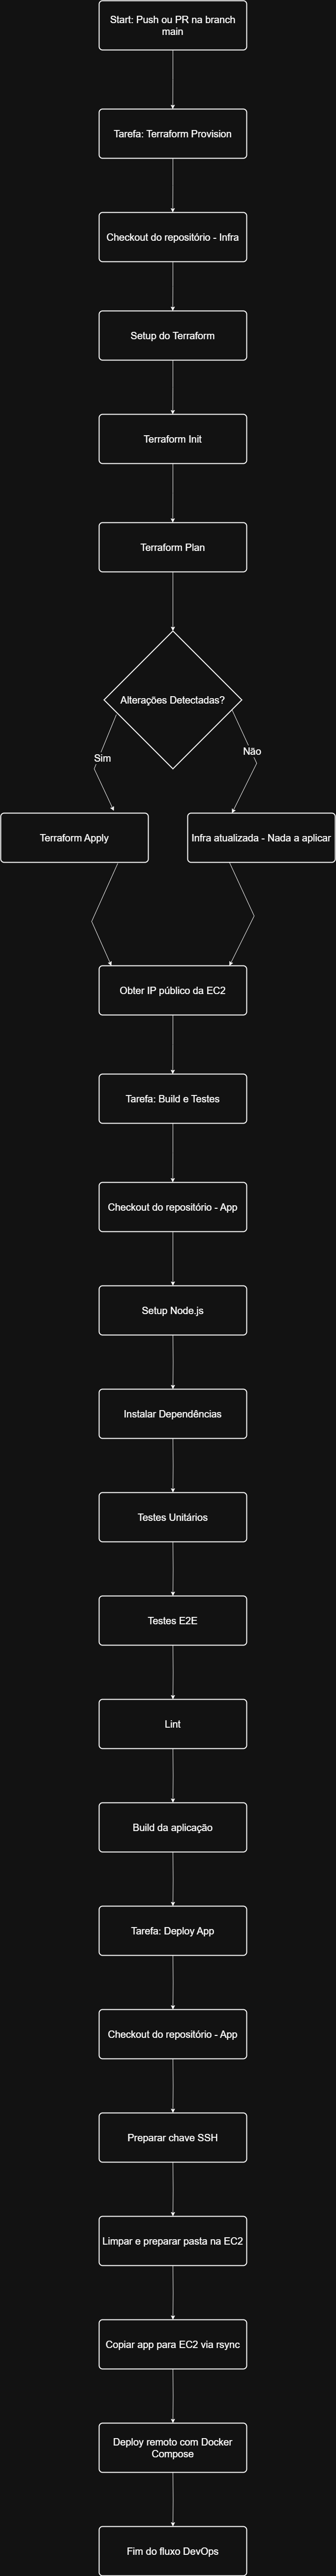 Start: Push ou PR na branch
main
Tarefa: Terraform Provision
Checkout do repositório - Infra
Setup do Terraform
Terraform Init
Terraform Plan
Alterações Detectadas?
Sim
Não
Terraform Apply
Infra atualizada - Nada a aplicar
Obter IP público da EC2
Tarefa: Build e Testes
Checkout do repositório - App
Setup Node.js
Instalar Dependências
Testes Unitários
Testes E2E
Lint
Build da aplicação
Tarefa: Deploy App
Checkout do repositório - App
Preparar chave SSH
Limpar e preparar pasta na EC2
Copiar app para EC2 via rsync
Deploy remoto com Docker
Compose
Fim do fluxo DevOps